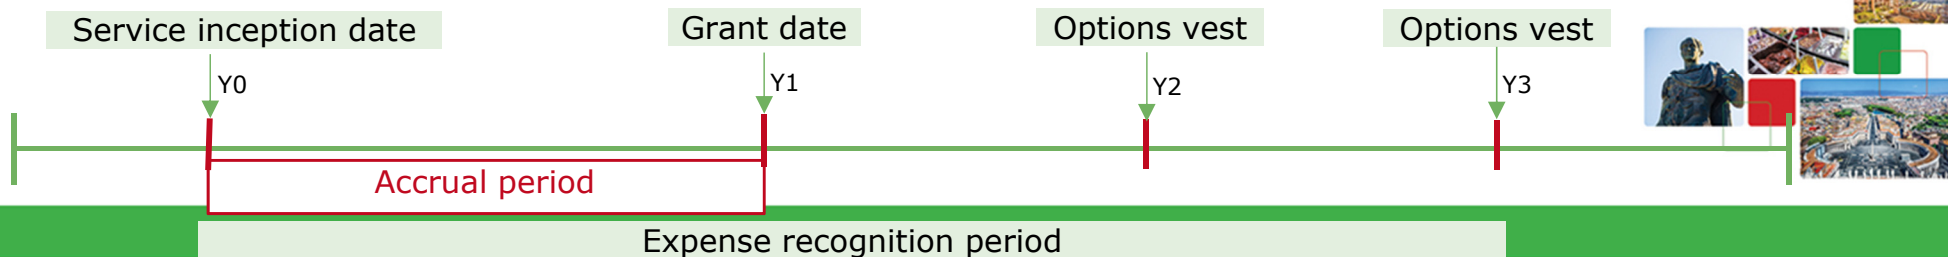 Service inception date
Grant date
Options vest
Options vest
Y0
Y1
Y2
Y3
Accrual period
Expense recognition period